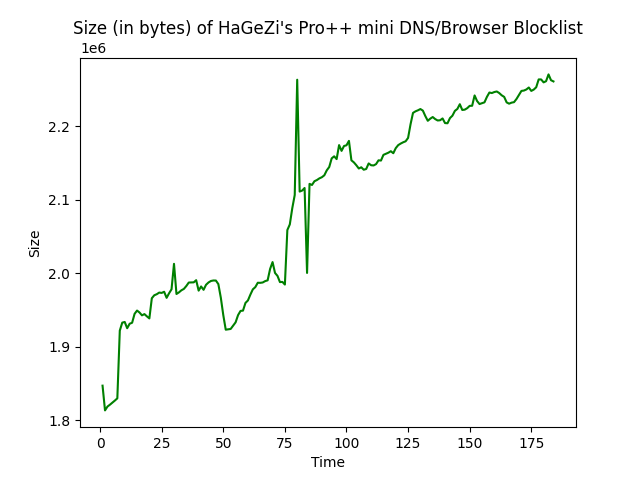 Size (in bytes) of HaGeZi's Pro++ mini DNS/Browser Blocklist
1e6
2.2
2.1
2.0
1.9
1.8
Size
0 25 50 75 100 125 150 175
Time